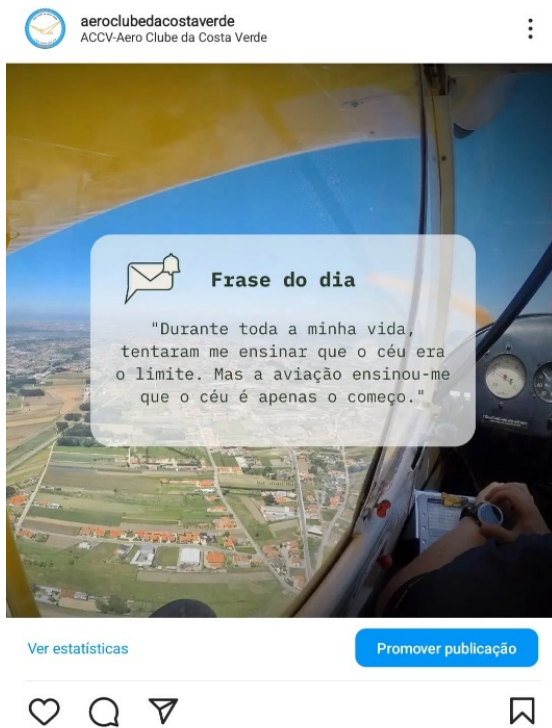 aeroclubedacostaverde
ACCV-Aero Clube da Costa Verde
Frase do dia
"Durante toda a minha vida,
tentaram me ensinar que o céu era
o limite. Mas a aviação ensinou-me
que o céu é apenas o começo."
Ver estatísticas
Promover publicação